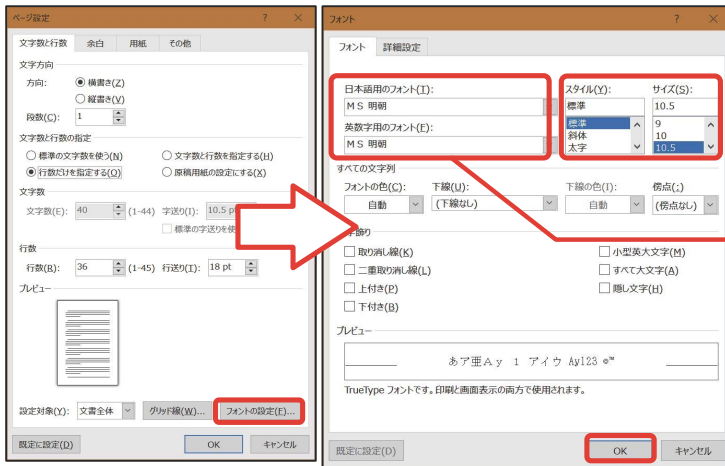 ページ設定 ? ×
文字数と行数 余白 用紙 その他
文字方向
方向: 横書き(Z)
縦書き(V)
段数(C): 1
文字数と行数の指定
標準の文字数を使う(N) 文字数と行数を指定する(H)
行数だけを指定する(O) 原稿用紙の設定にする(X)
文字数
文字数(E): 40 (1-44) 字送り(I): 10.5 pt
標準の字送りを使
行数
行数(R): 36 (1-45) 行送り(T): 18 pt
プレビュー
設定対象(Y): 文書全体 グリッド線(W)... フォントの設定(F)...
既定に設定(D) OK キャンセル
フォント ? ×
フォント 詳細設定
日本語用のフォント(T): スタイル(Y): サイズ(S):
ＭＳ 明朝 標準 10.5
標準 9
斜体 10
太字 10.5
英数字用のフォント(F):
ＭＳ 明朝
すべての文字列
フォントの色(C): 下線(U): 下線の色(I): 傍点(:)
自動 (下線なし) 自動 (傍点なし)
字飾り
取り消し線(K) 小型英大文字(M)
二重取り消し線(L) すべて大文字(A)
上付き(P) 隠し文字(H)
下付き(B)
プレビュー
あア亜Ａｙ １ アイウ Ay123 ©™
TrueType フォントです。印刷と画面表示の両方で使用されます。
既定に設定(D) OK キャンセル